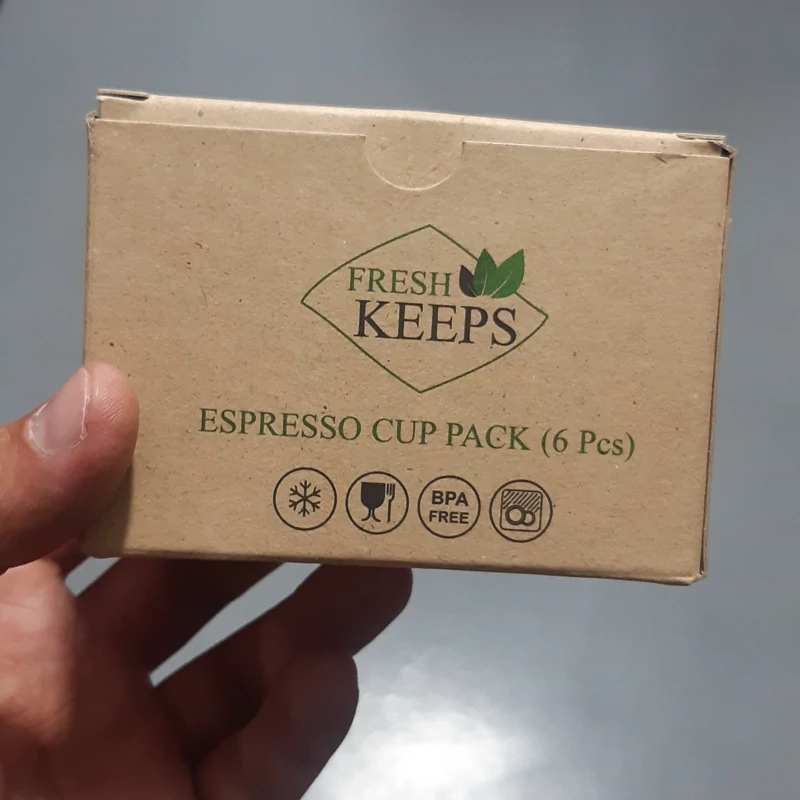 FRESH
KEEPS
ESPRESSO CUP PACK (6 Pcs)
BPA
FREE